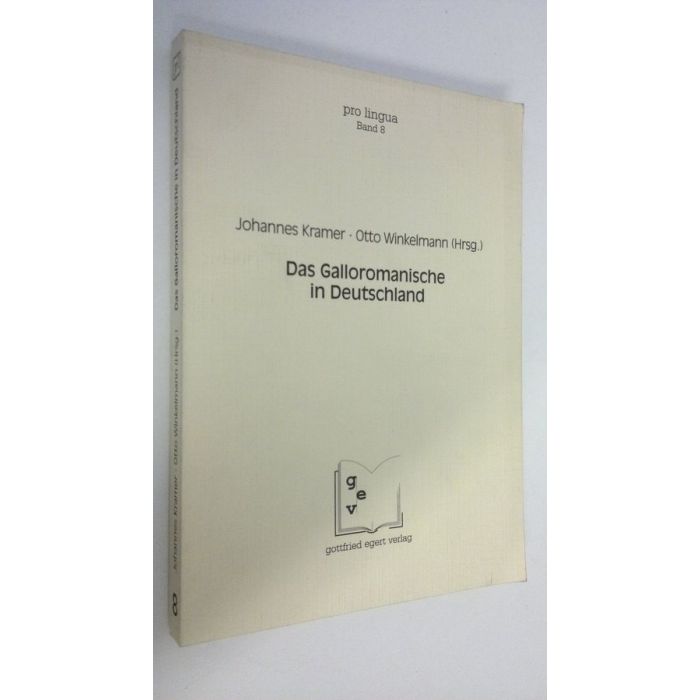 pro lingua
Band 8
Johannes Kramer · Otto Winkelmann (Hrsg.)
Das Galloromanische
in Deutschland
g
e
v
gottfried egert verlag
Johannes Kramer · Otto Winkelmann (Hrsg.) Das Galloromanische in Deutschland
8